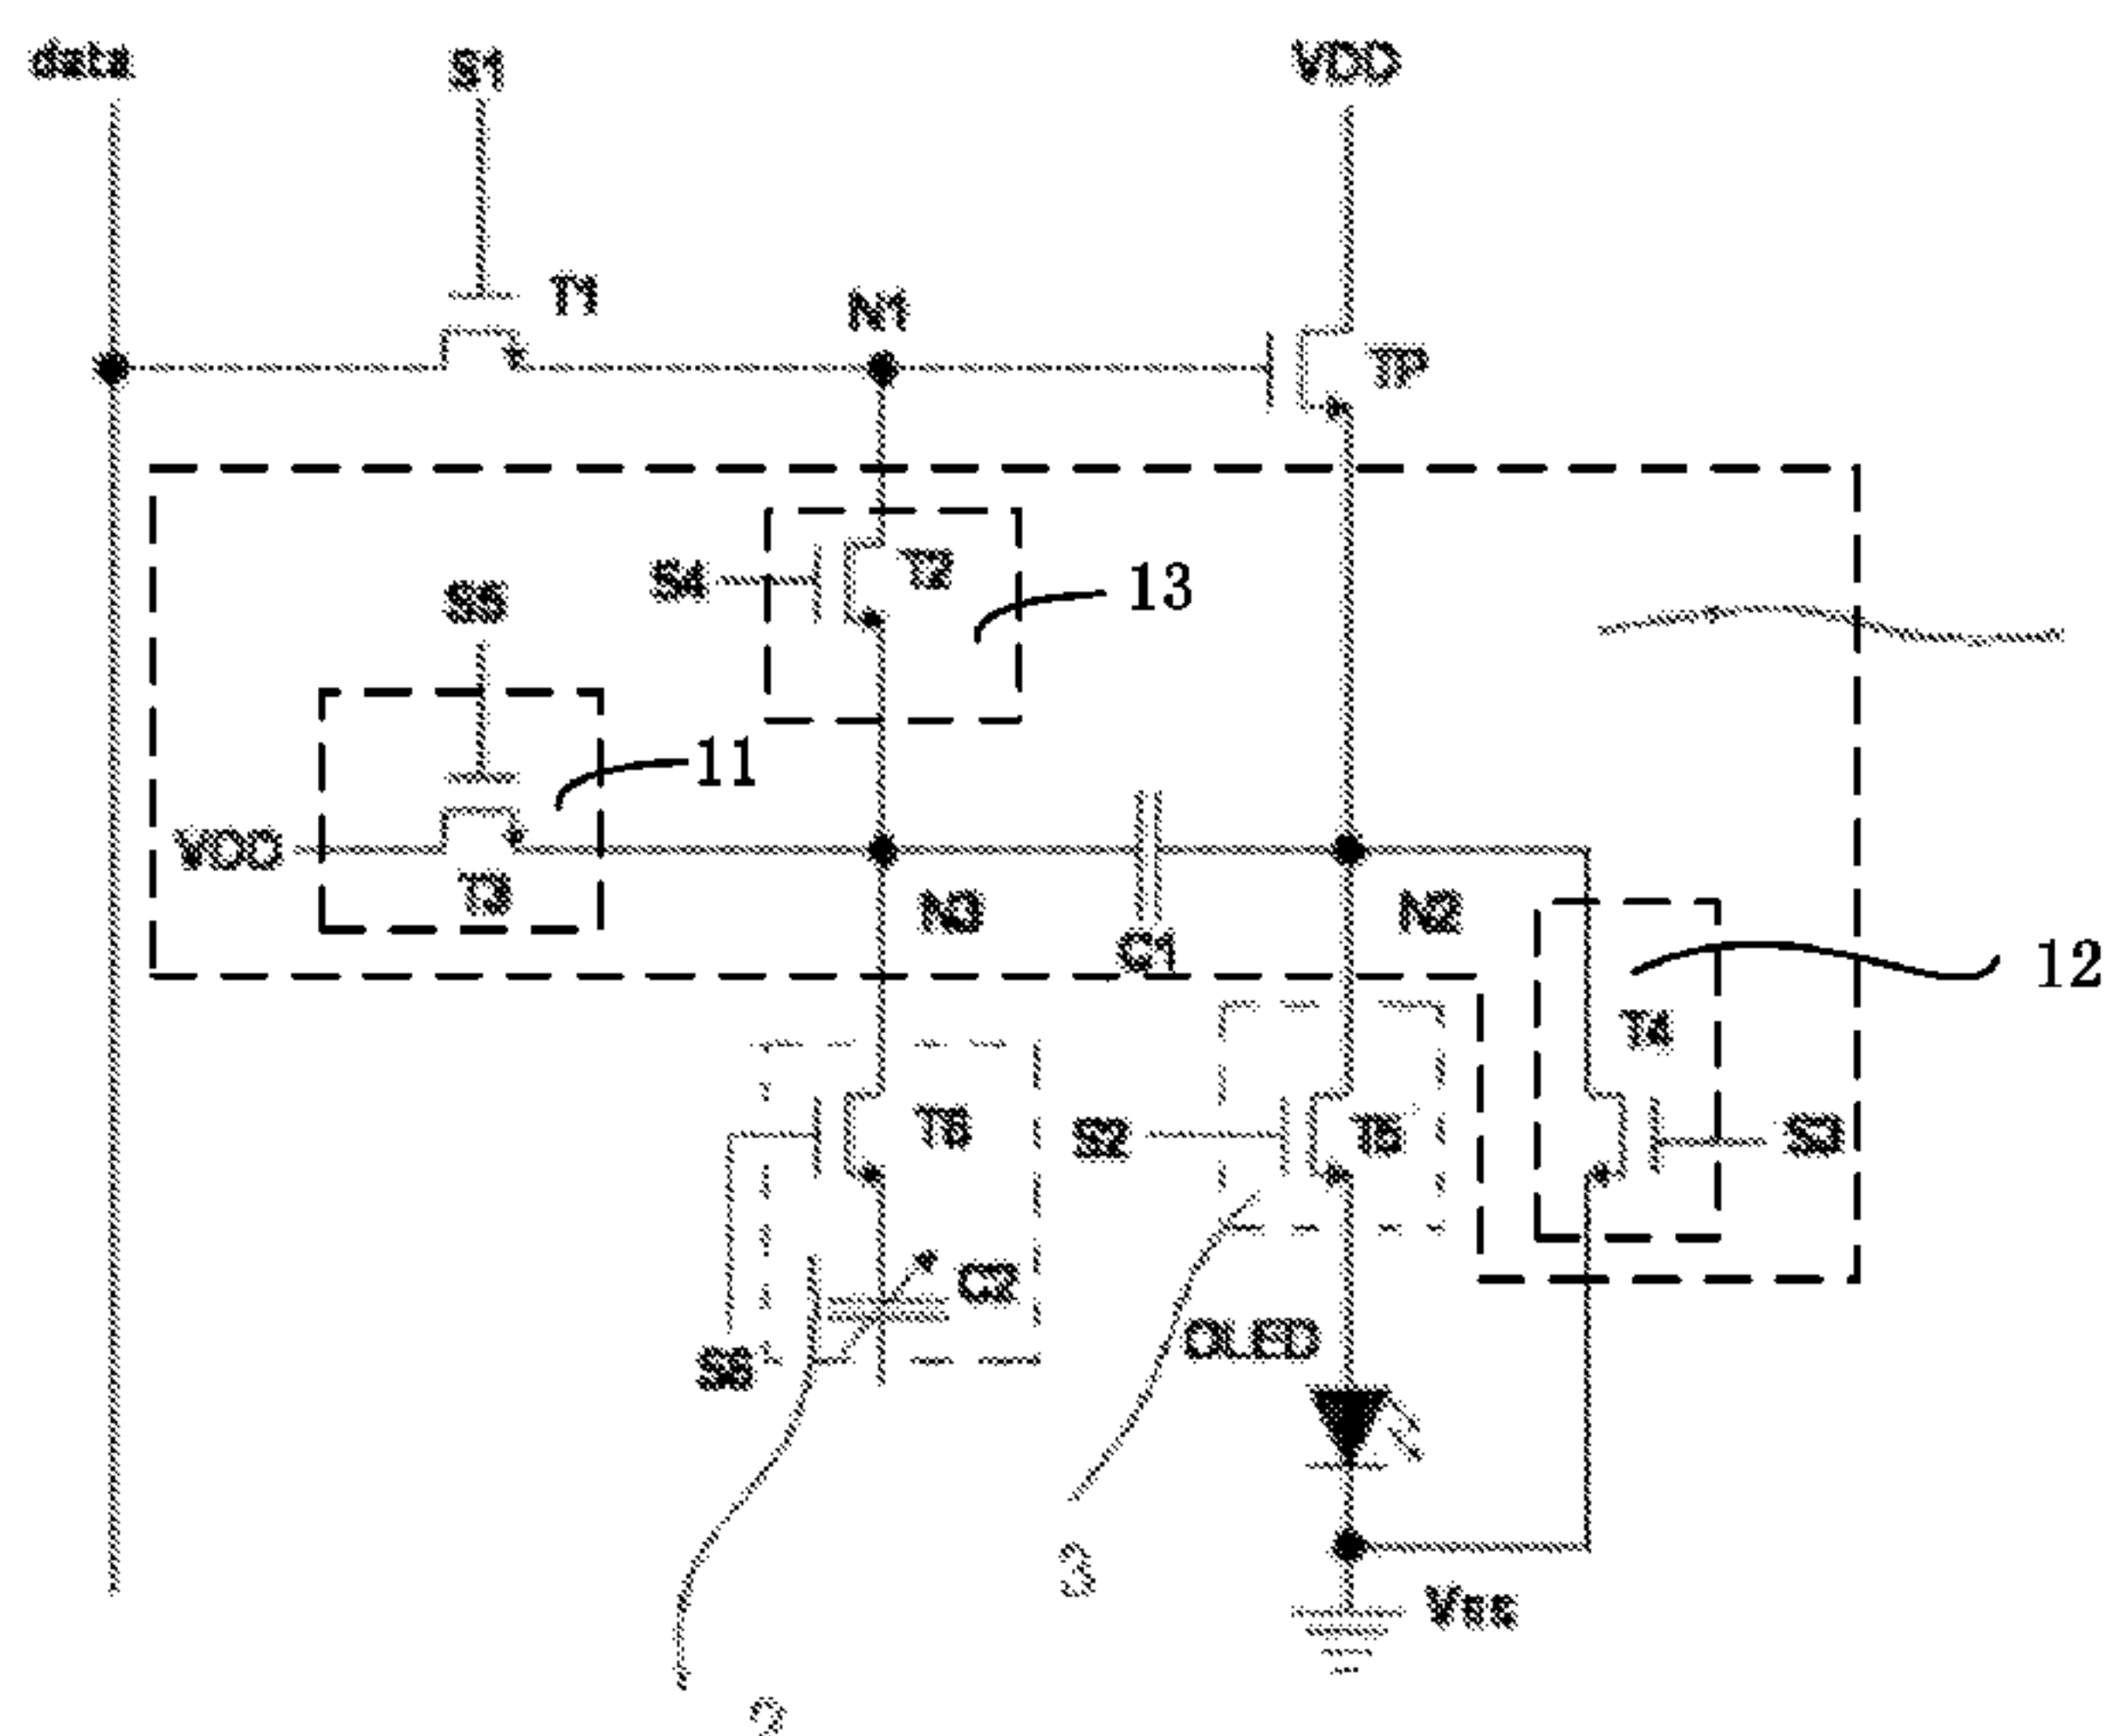 data
S1
VDD
T1
N1
TP
S4
T2
13
S5
11
VDD
T3
N3
C1
N2
12
T4
T6
S2
T5
S3
C2
S6
OLED
3
Vss
2